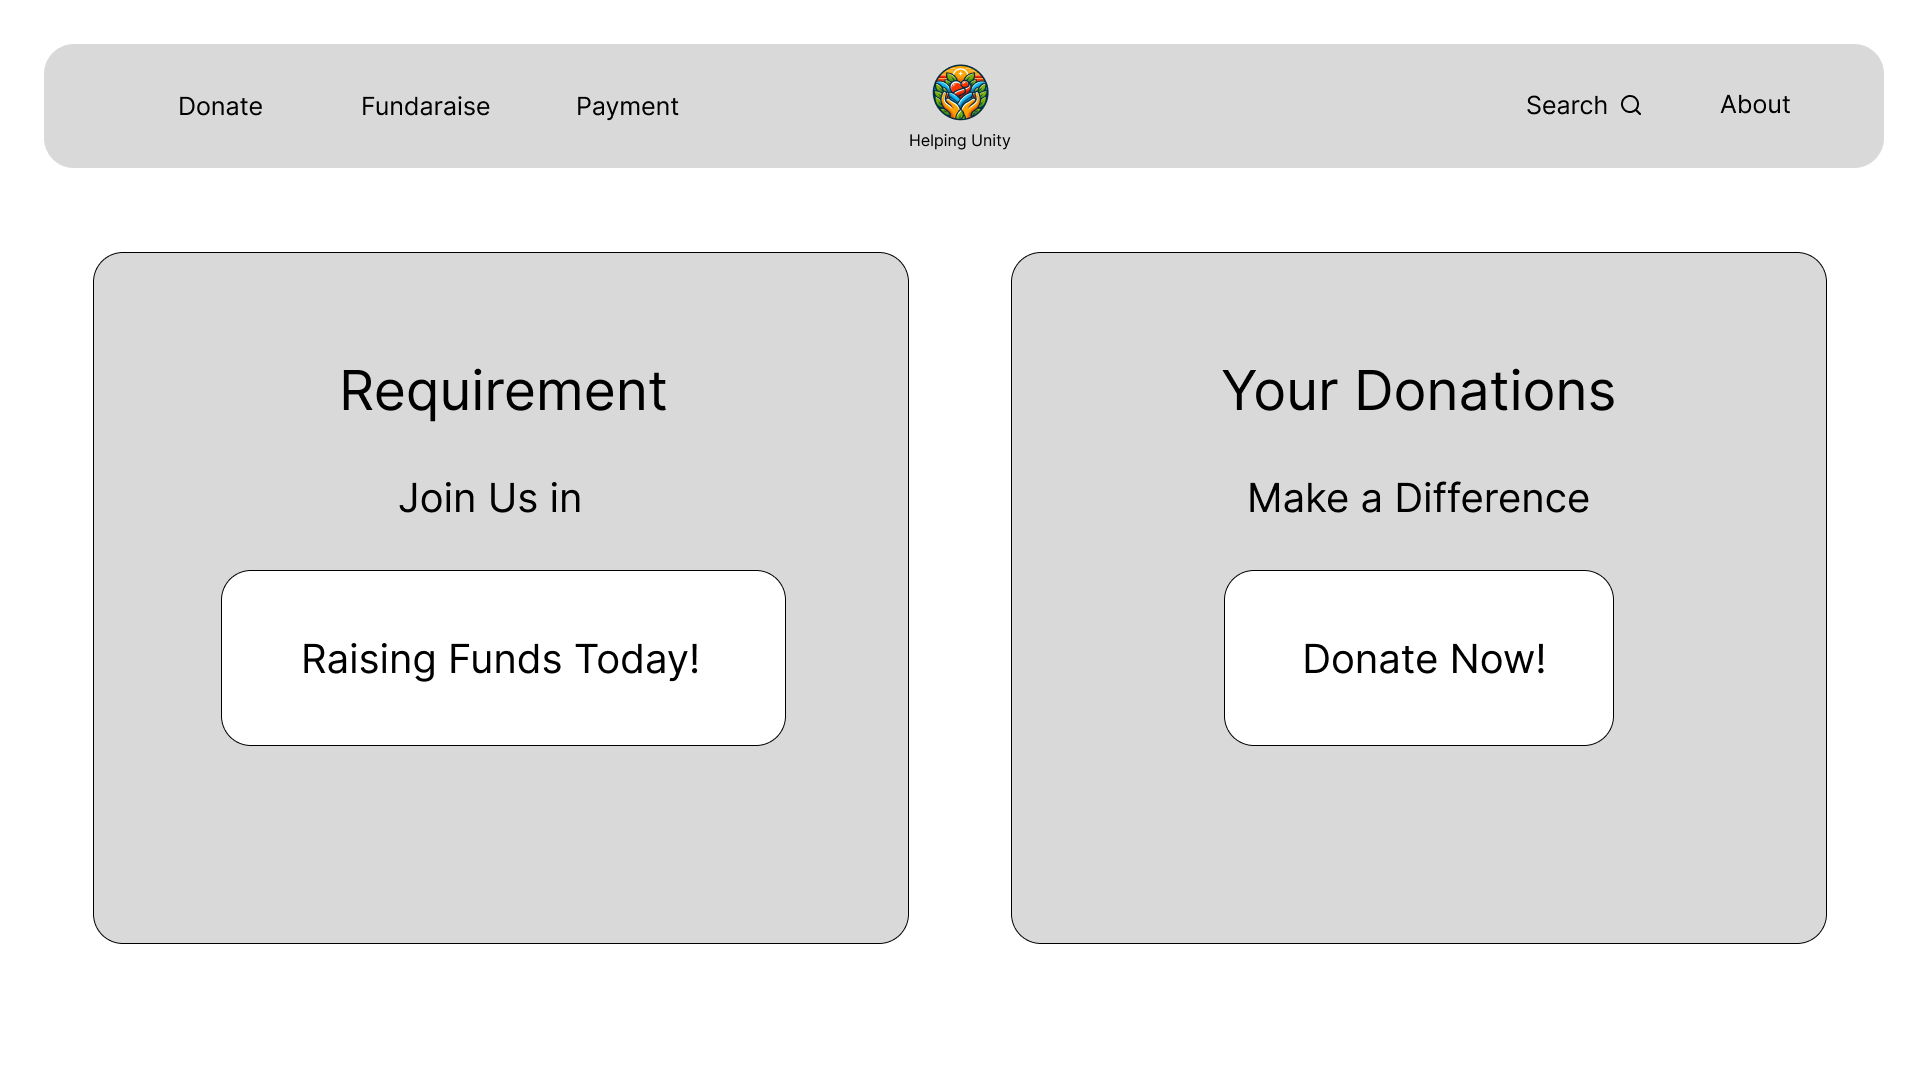 Donate
Fundaraise
Payment
Helping Unity
Search
About
Requirement
Join Us in
Raising Funds Today!
Your Donations
Make a Difference
Donate Now!